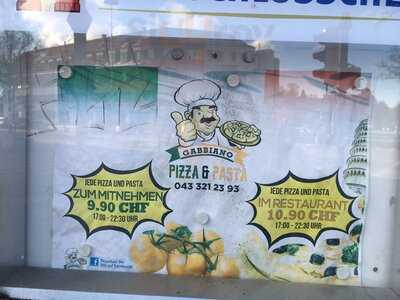 GABBIANO
PIZZA & PASTA
043 321 23 93
JEDE PIZZA UND PASTA
ZUM MITNEHMEN
9.90 CHF
17:00 - 22:30 UHR
JEDE PIZZA UND PASTA
IM RESTAURANT
10.90 CHF
17:00 - 22:30 UHR